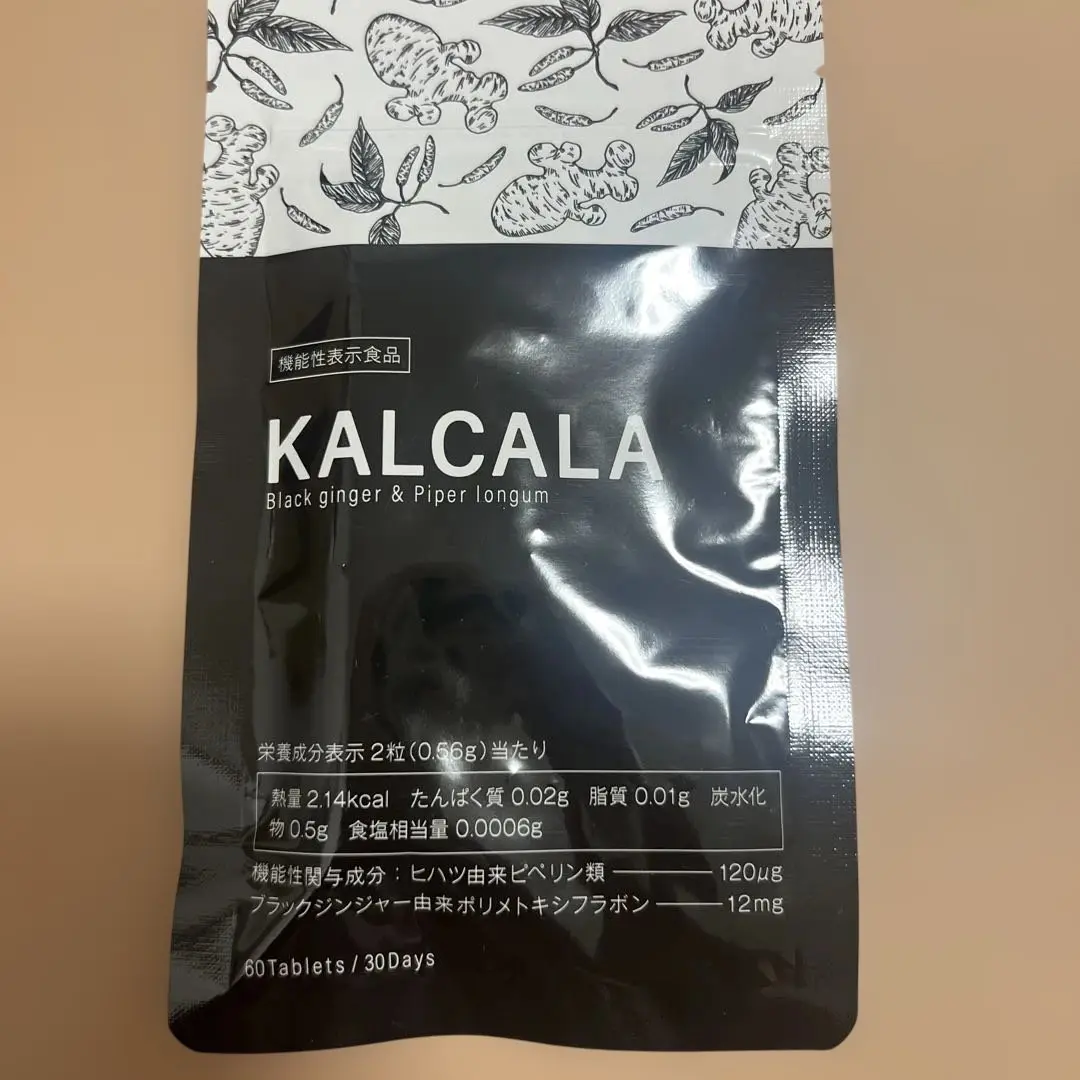 機能性表示食品
KALCALA
Black ginger & Piper longum
栄養成分表示 2粒(0.56g)当たり
熱量 2.14kcal たんぱく質 0.02g 脂質 0.01g 炭水化
物 0.5g 食塩相当量 0.0006g
機能性関与成分：ヒハツ由来ピペリン類 ——— 120μg
ブラックジンジャー由来ポリメトキシフラボン ——— 12mg
60Tablets / 30Days